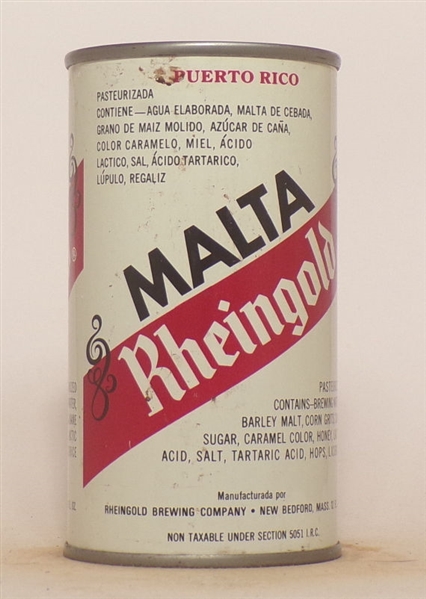 PUERTO RICO
PASTEURIZADA
CONTIENE—AGUA ELABORADA, MALTA DE CEBADA,
GRANO DE MAIZ MOLIDO, AZÚCAR DE CAÑA,
COLOR CARAMELO, MIEL, ÁCIDO
LACTICO, SAL, ÁCIDO TARTARICO,
LÚPULO, REGALIZ
MALTA
Rheingold
CONTAINS—BREWING
BARLEY MALT, CORN GRITS
SUGAR, CARAMEL COLOR, HONEY,
ACID, SALT, TARTARIC ACID, HOPS,
Manufacturada por
RHEINGOLD BREWING COMPANY • NEW BEDFORD, MASS.
NON TAXABLE UNDER SECTION 5051 I.R.C.